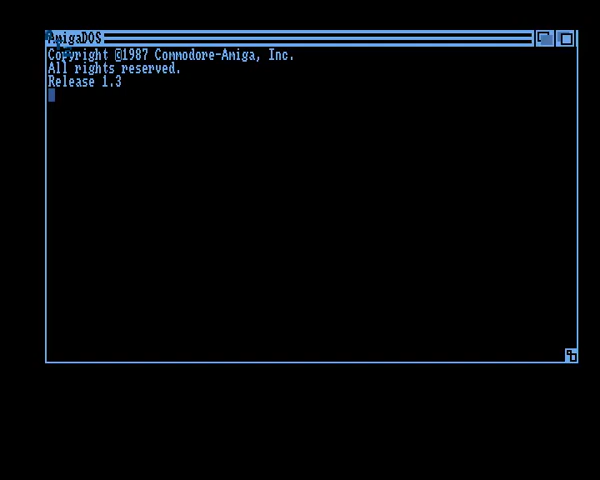 AmigaDOS
Copyright ©1987 Commodore-Amiga, Inc.
All rights reserved.
Release 1.3